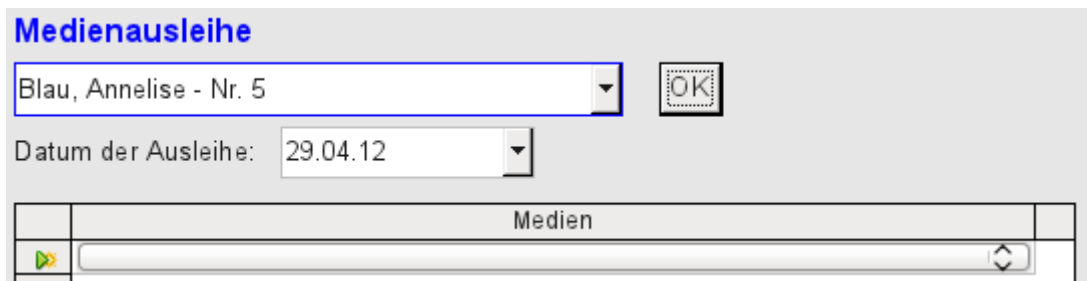 Medienausleihe
Blau, Annelise - Nr. 5 OK
Datum der Ausleihe: 29.04.12
Medien